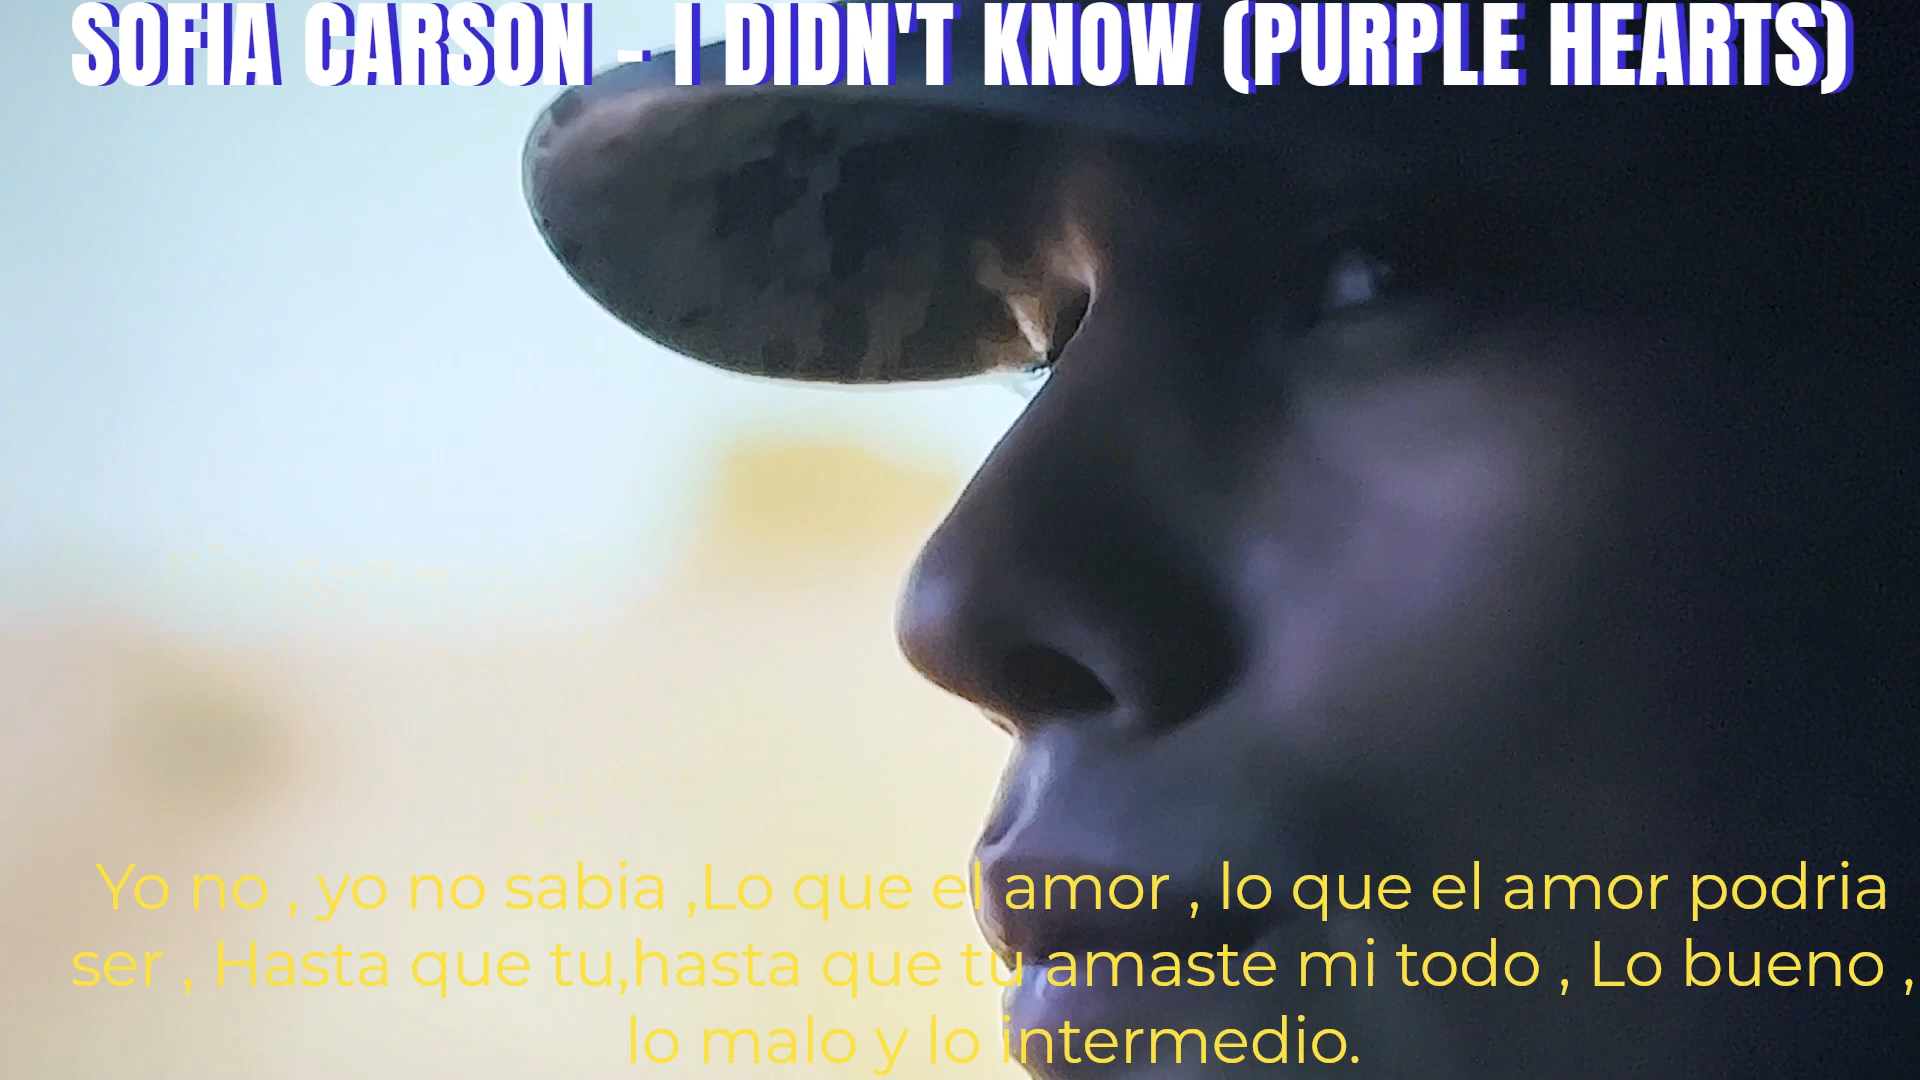 SOFIA CARSON - I DIDN'T KNOW (PURPLE HEARTS)
Yo no , yo no sabia ,Lo que el amor , lo que el amor podria
ser , Hasta que tu,hasta que tu amaste mi todo , Lo bueno ,
lo malo y lo intermedio.